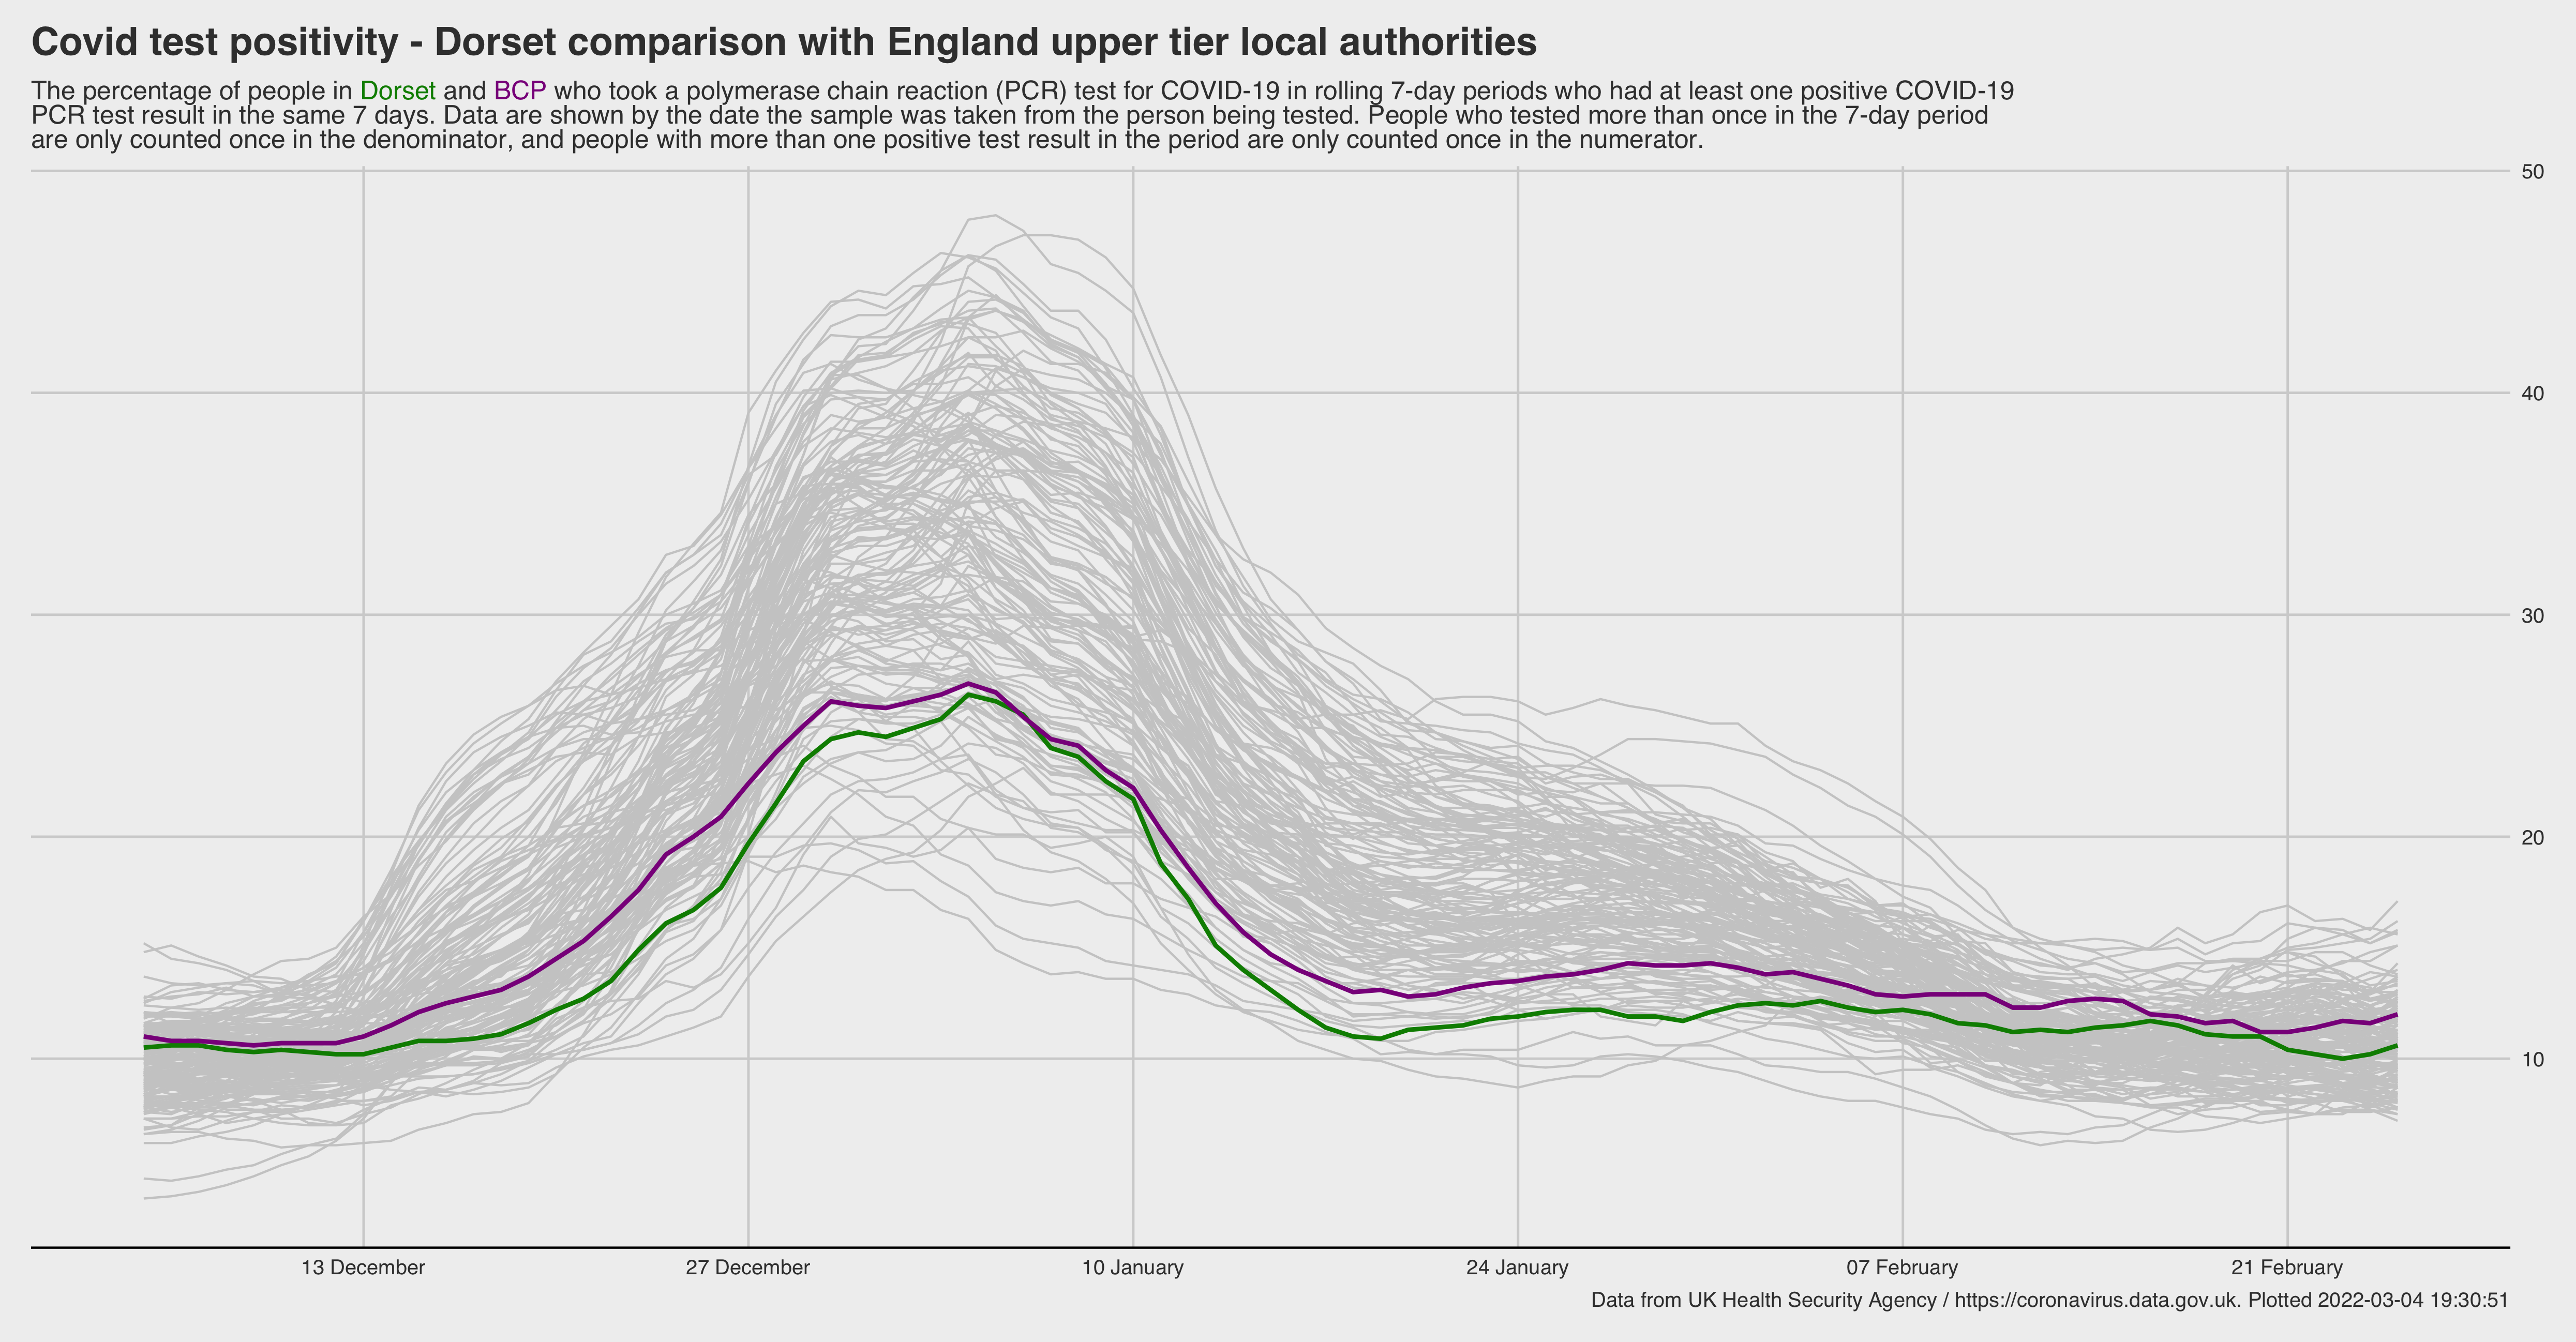 Covid test positivity - Dorset comparison with England upper tier local authorities
The percentage of people in Dorset and BCP who took a polymerase chain reaction (PCR) test for COVID-19 in rolling 7-day periods who had at least one positive COVID-19
PCR test result in the same 7 days. Data are shown by the date the sample was taken from the person being tested. People who tested more than once in the 7-day period
are only counted once in the denominator, and people with more than one positive test result in the period are only counted once in the numerator.
50
40
30
20
10
13 December 27 December 10 January 24 January 07 February 21 February
Data from UK Health Security Agency / https://coronavirus.data.gov.uk. Plotted 2022-03-04 19:30:51